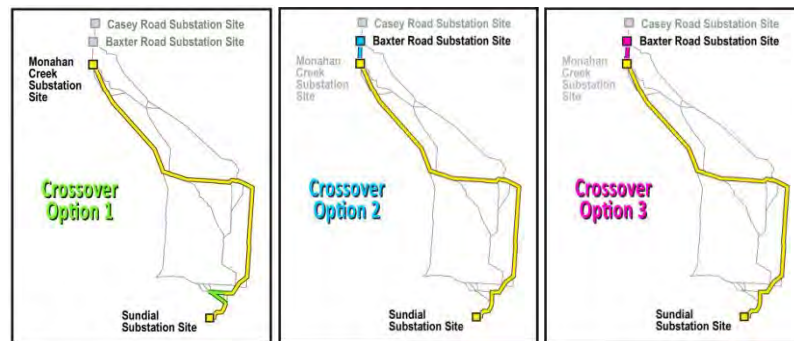 Casey Road Substation Site
Baxter Road Substation Site
Monahan
Creek
Substation
Site
Crossover
Option 1
Sundial
Substation Site
Casey Road Substation Site
Baxter Road Substation Site
Monahan
Creek
Substation
Site
Crossover
Option 2
Sundial
Substation Site
Casey Road Substation Site
Baxter Road Substation Site
Monahan
Creek
Substation
Site
Crossover
Option 3
Sundial
Substation Site